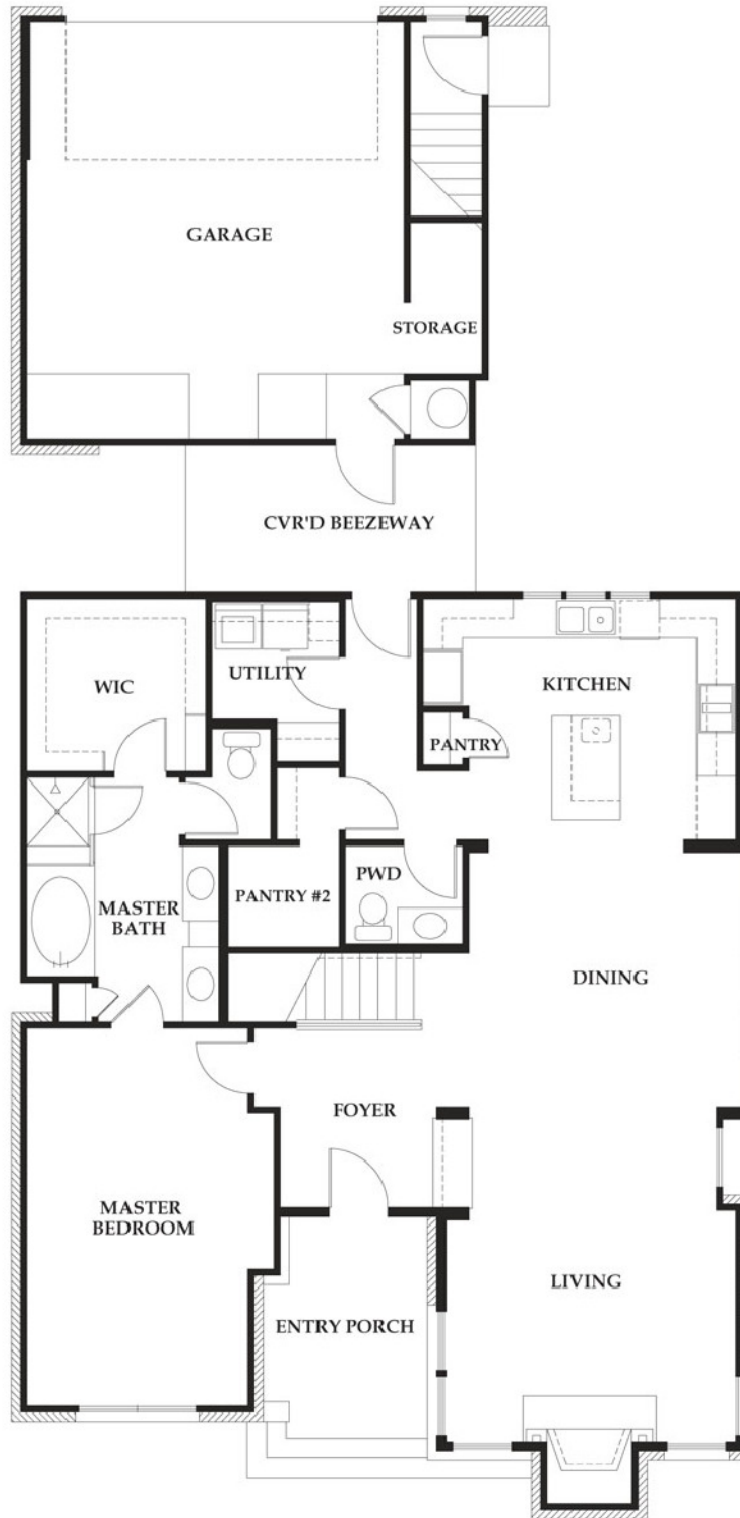 GARAGE
STORAGE
CVR'D BEEZEWAY
UTILITY
WIC
KITCHEN
PANTRY
PWD
PANTRY #2
MASTER
BATH
DINING
FOYER
MASTER
BEDROOM
LIVING
ENTRY PORCH